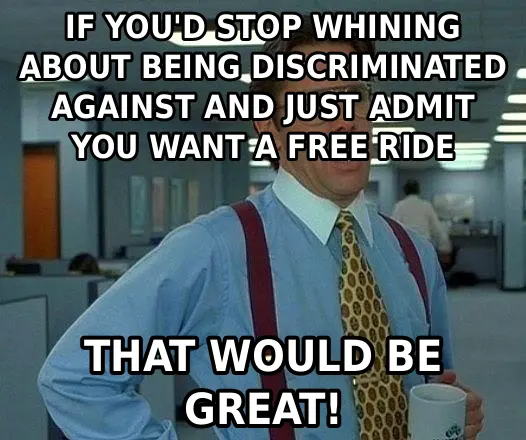 IF YOU'D STOP WHINING
ABOUT BEING DISCRIMINATED
AGAINST AND JUST ADMIT
YOU WANT A FREE RIDE
THAT WOULD BE
GREAT!